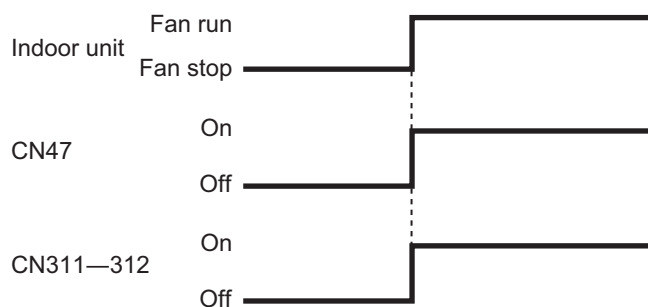 Indoor unit
Fan run
Fan stop
CN47
On
Off
CN311—312
On
Off